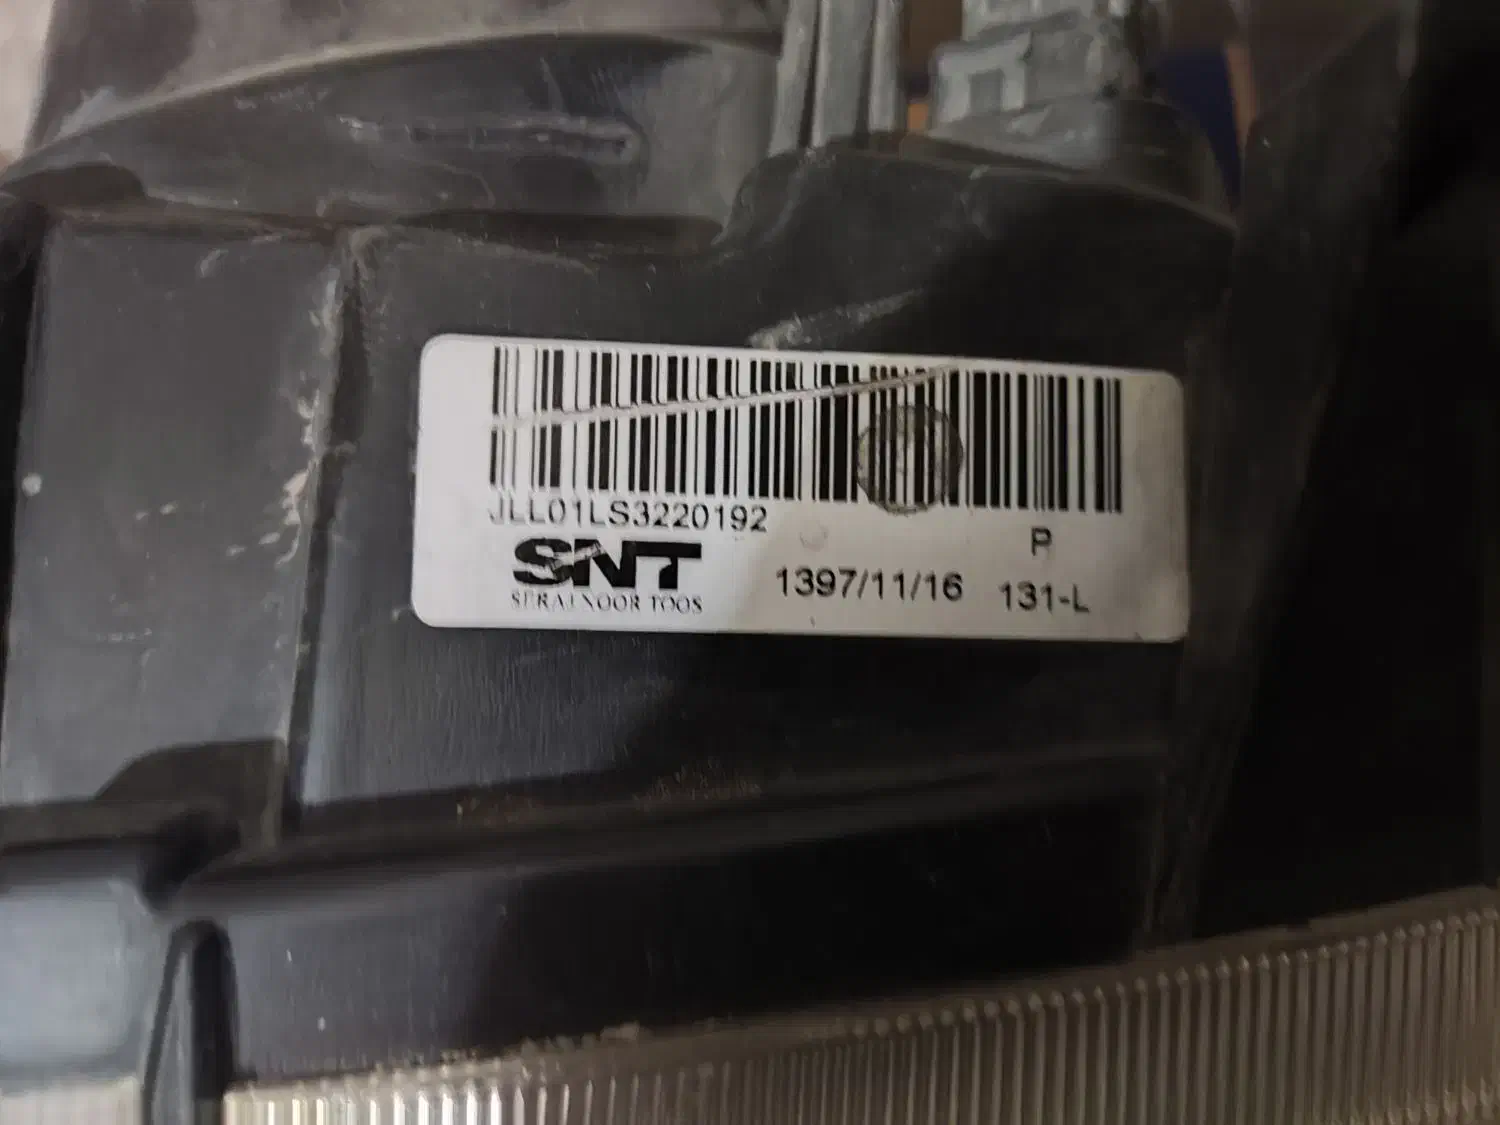 JLL01LS3220192
P
SNT
SERAJ NOOR TOOS
1397/11/16
131-L